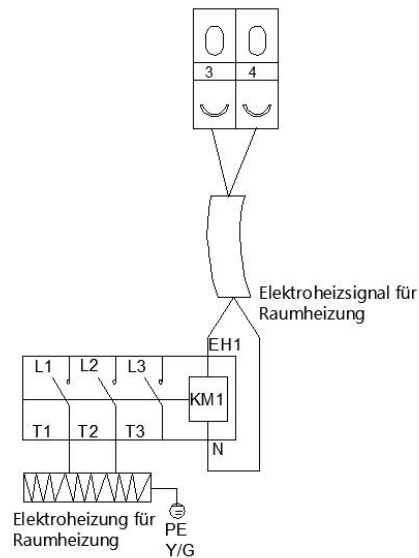 3 4
Elektroheizsignal für
Raumheizung
EH1
L1 L2 L3
KM1
T1 T2 T3
N
Elektroheizung für
Raumheizung
PE
Y/G